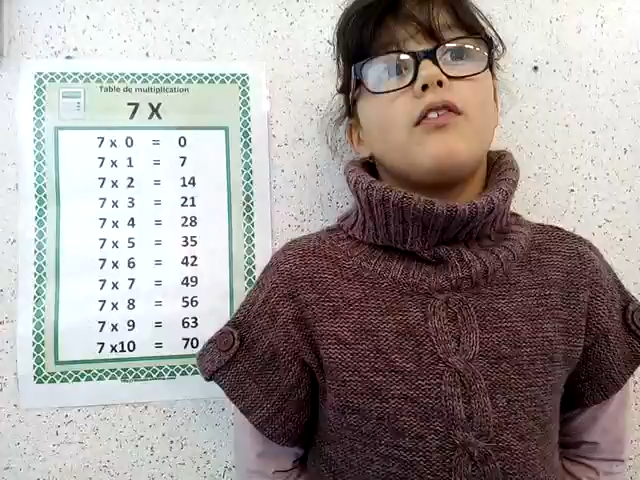 Table de multiplication
7 X
7 x 0 = 0
7 x 1 = 7
7 x 2 = 14
7 x 3 = 21
7 x 4 = 28
7 x 5 = 35
7 x 6 = 42
7 x 7 = 49
7 x 8 = 56
7 x 9 = 63
7 x10 = 70